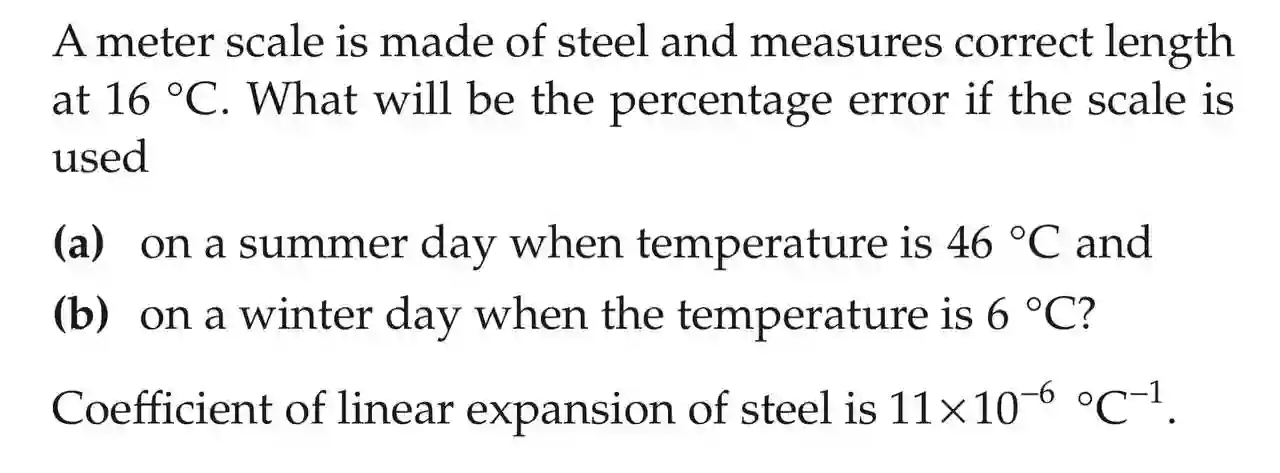 A meter scale is made of steel and measures correct length
at 16 °C. What will be the percentage error if the scale is
used
(a) on a summer day when temperature is 46 °C and
(b) on a winter day when the temperature is 6 °C?
Coefficient of linear expansion of steel is 11×10⁻⁶ °C⁻¹.